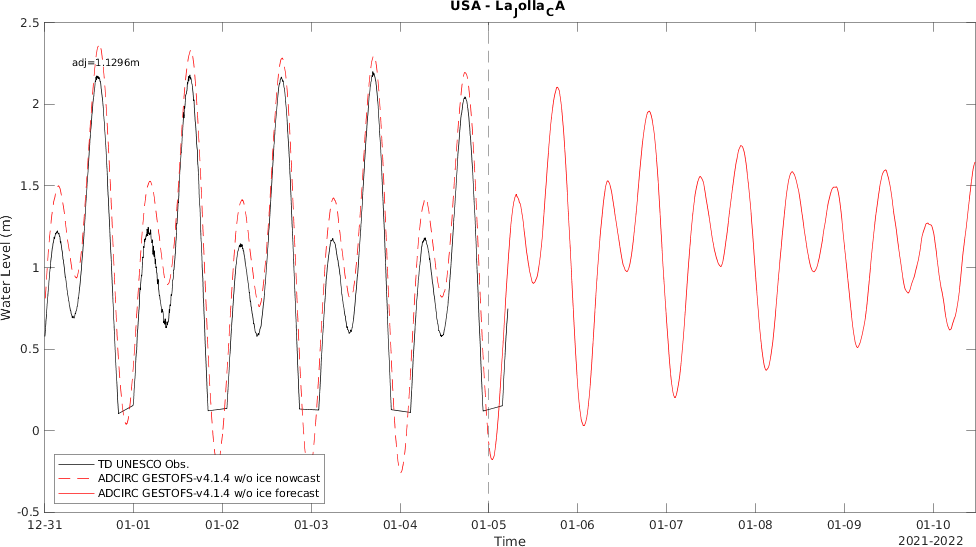 USA - LaJollaCA
2.5
adj=1.1296m
2
1.5
Water Level (m)
1
0.5
0
TD UNESCO Obs.
ADCIRC GESTOFS-v4.1.4 w/o ice nowcast
ADCIRC GESTOFS-v4.1.4 w/o ice forecast
-0.5
12-31 01-01 01-02 01-03 01-04 01-05 01-06 01-07 01-08 01-09 01-10
Time
2021-2022